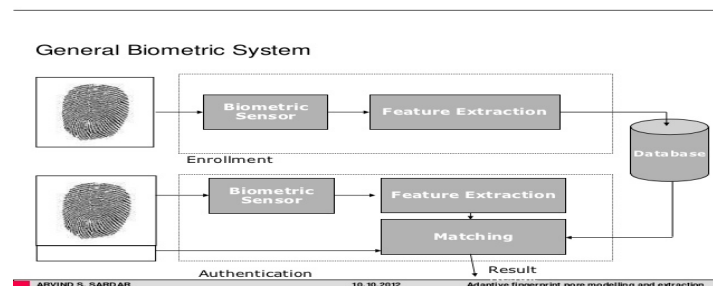 General Biometric System
Biometric
Sensor
Feature Extraction
Enrollment
Database
Biometric
Sensor
Feature Extraction
Matching
Authentication
Result
ARVIND S. SARDAR 10.10.2012 Adaptive fingerprint pore modelling and extraction